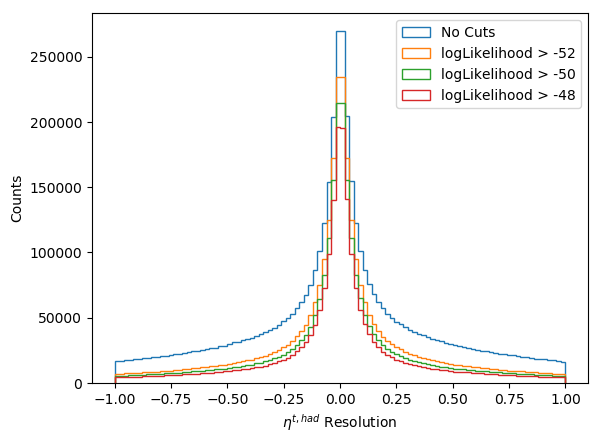 No Cuts
logLikelihood > -52
logLikelihood > -50
logLikelihood > -48
Counts
250000
200000
150000
100000
50000
0
−1.00 −0.75 −0.50 −0.25 0.00 0.25 0.50 0.75 1.00
η^{t, had} Resolution